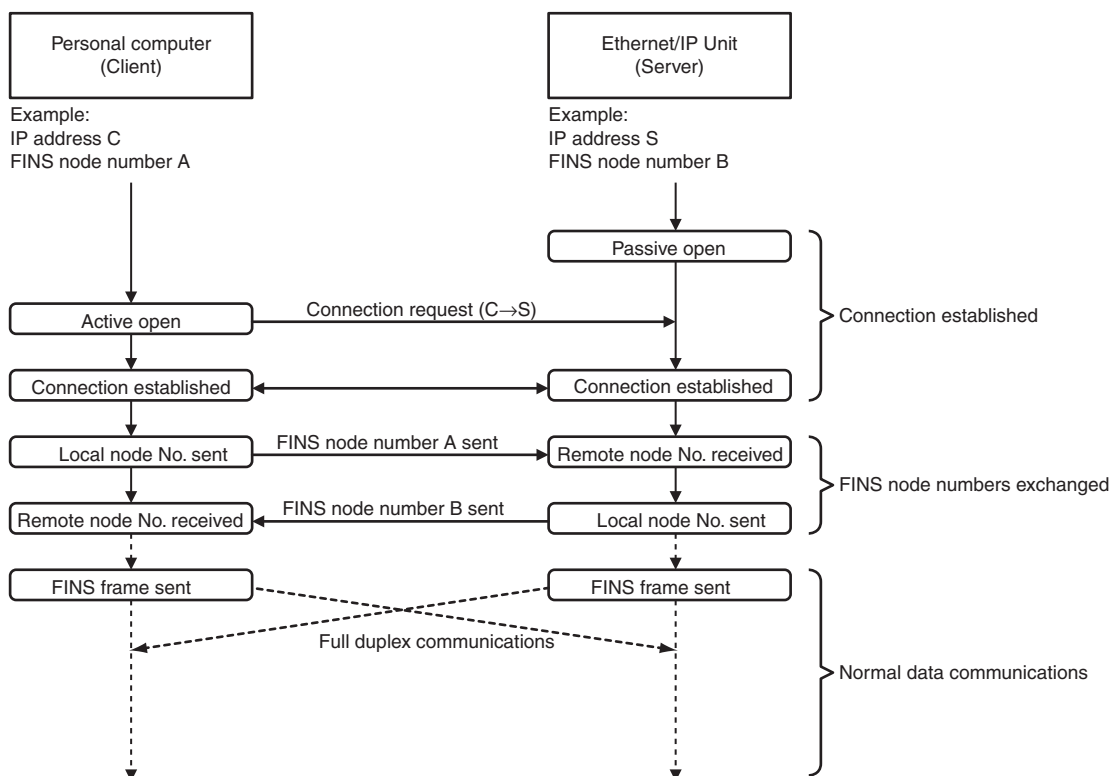 Personal computer
(Client)
Ethernet/IP Unit
(Server)
Example:
IP address C
FINS node number A
Example:
IP address S
FINS node number B
Passive open
Active open
Connection request (C→S)
Connection established
Connection established
Connection established
Local node No. sent
FINS node number A sent
Remote node No. received
FINS node numbers exchanged
Remote node No. received
FINS node number B sent
Local node No. sent
FINS frame sent
FINS frame sent
Full duplex communications
Normal data communications